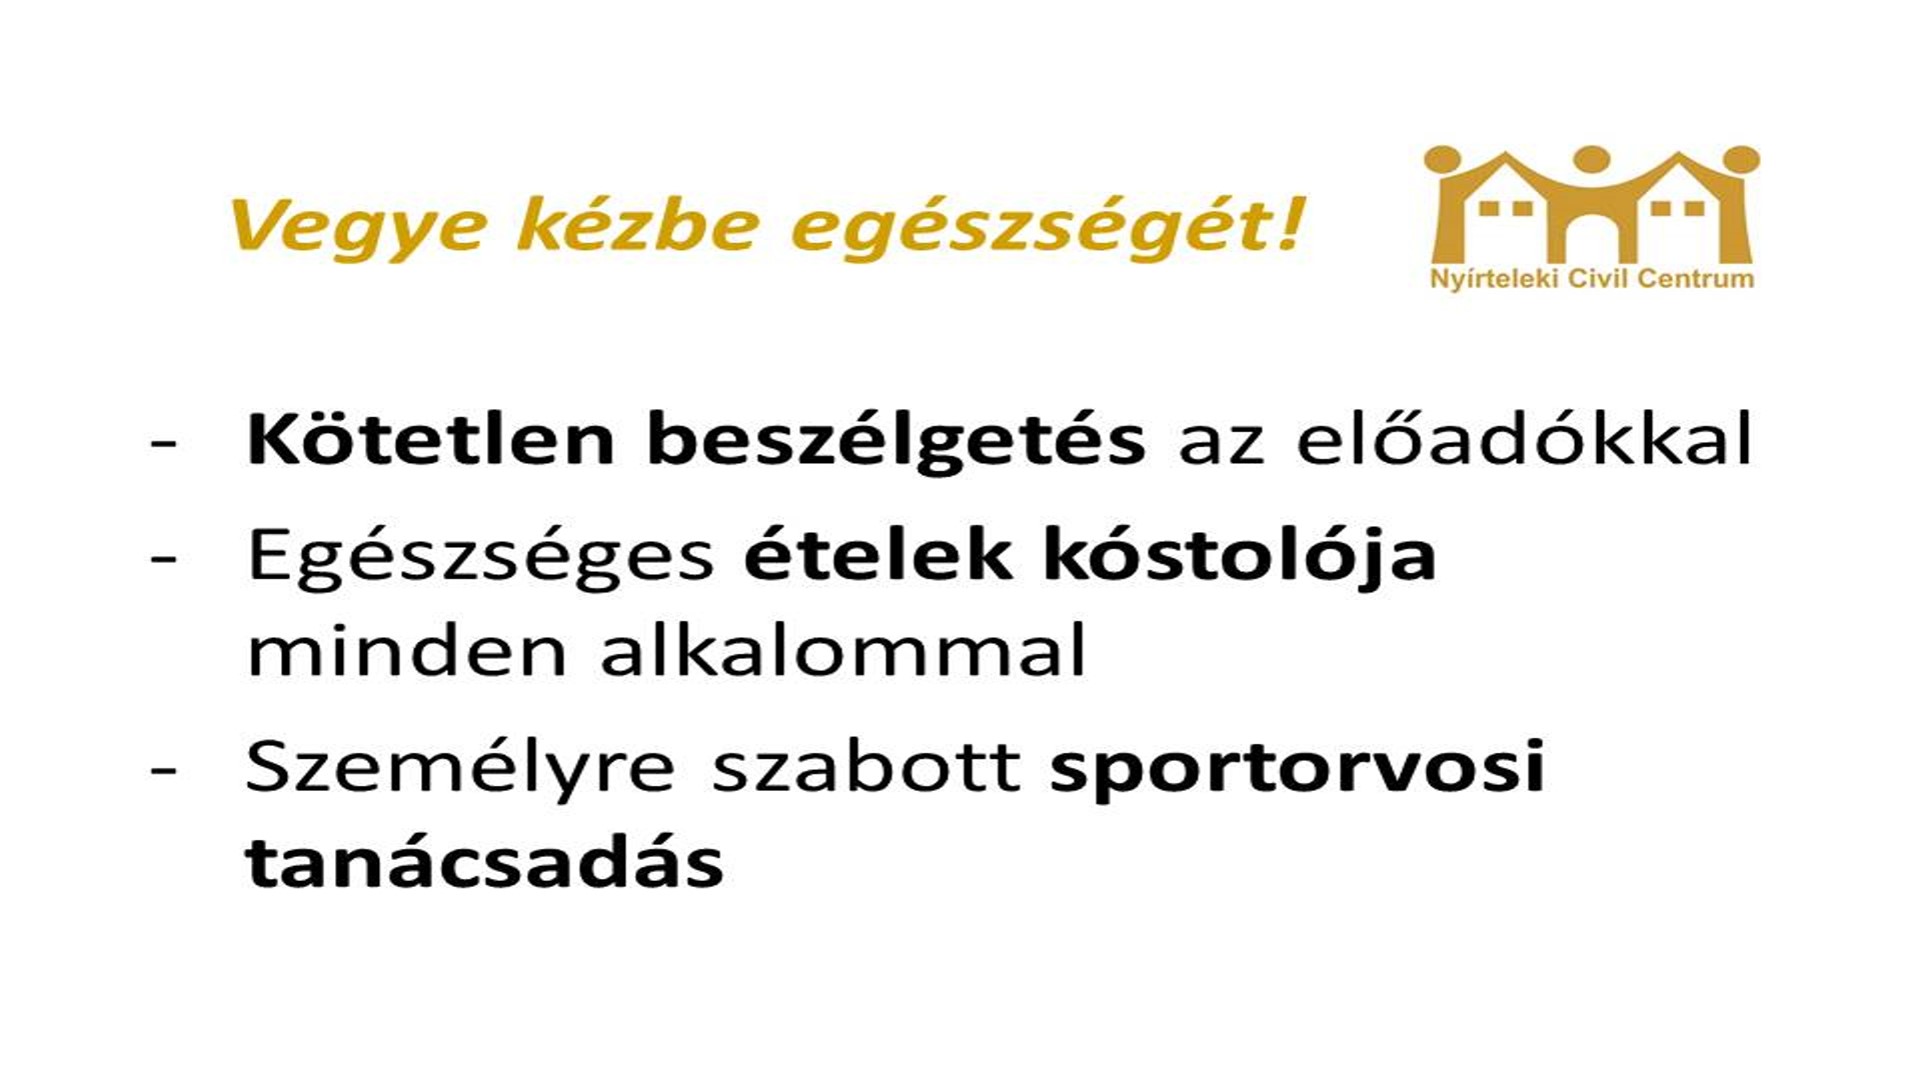 Vegye kézbe egészségét!
Nyírteleki Civil Centrum
- Kötetlen beszélgetés az előadókkal
- Egészséges ételek kóstolója
minden alkalommal
- Személyre szabott sportorvosi
tanácsadás